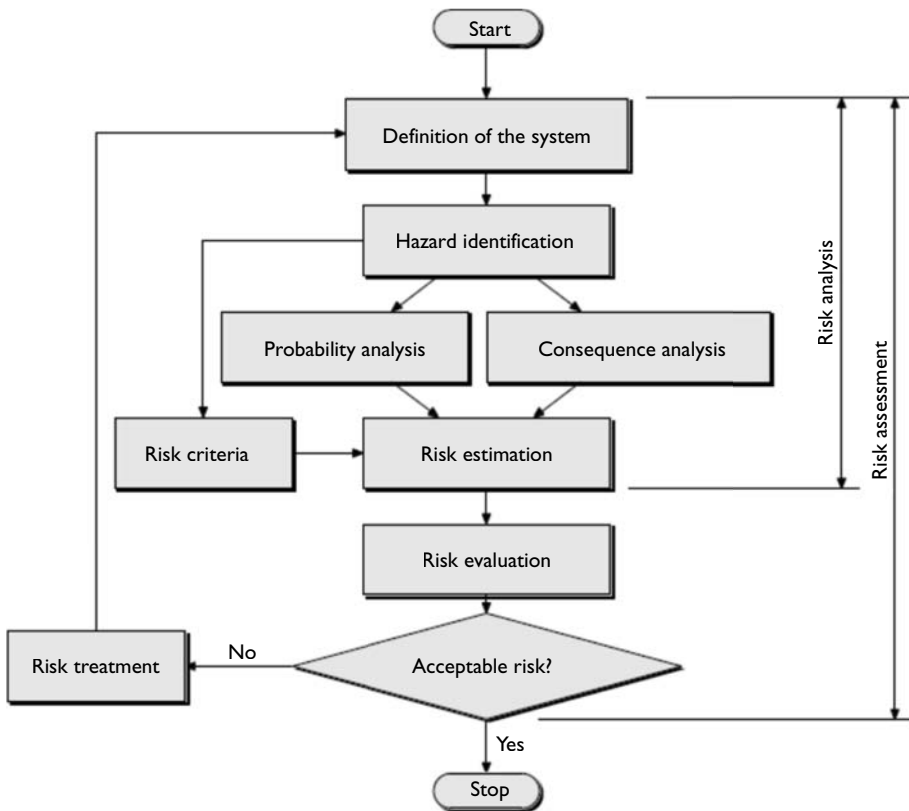 Start
Definition of the system
Hazard identification
Probability analysis
Consequence analysis
Risk criteria
Risk estimation
Risk evaluation
Risk treatment
No
Acceptable risk?
Yes
Stop
Risk analysis
Risk assessment